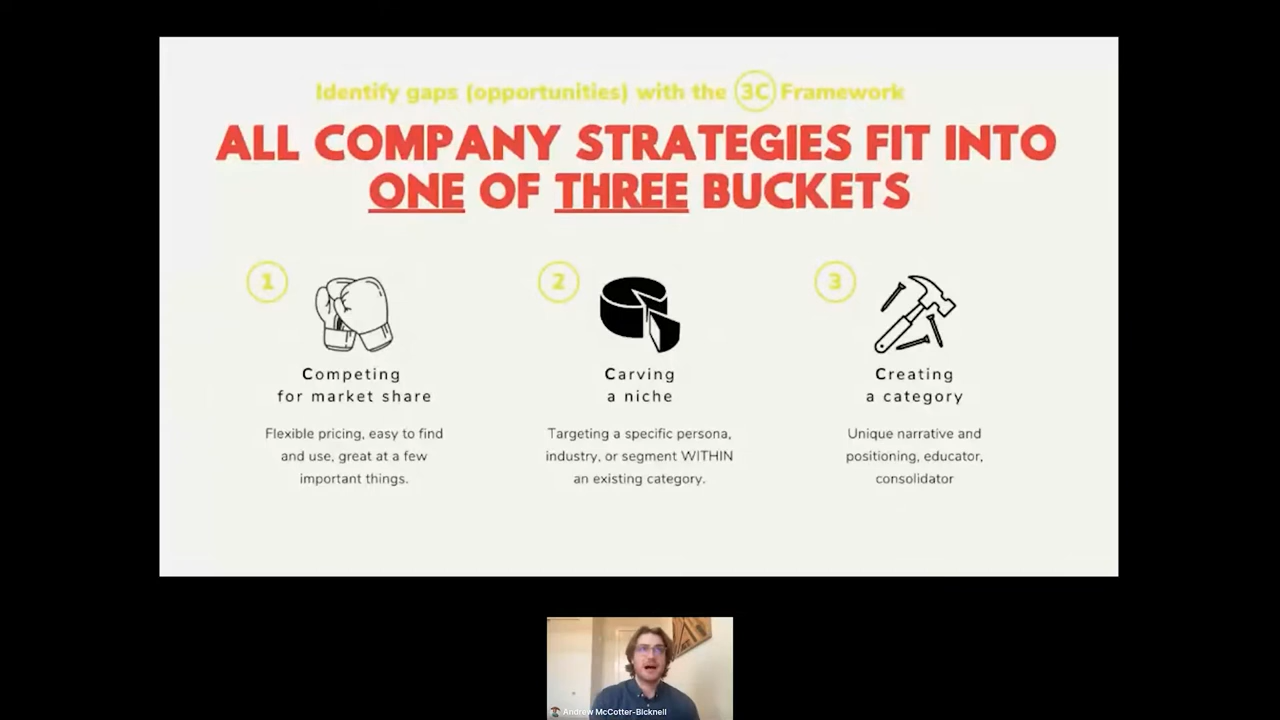 Identify gaps (opportunities) with the 3C Framework
ALL COMPANY STRATEGIES FIT INTO
ONE OF THREE BUCKETS
1
2
3
Competing
for market share
Carving
a niche
Creating
a category
Flexible pricing, easy to find
and use, great at a few
important things.
Targeting a specific persona,
industry, or segment WITHIN
an existing category.
Unique narrative and
positioning, educator,
consolidator
Andrew McCotter-Bicknell